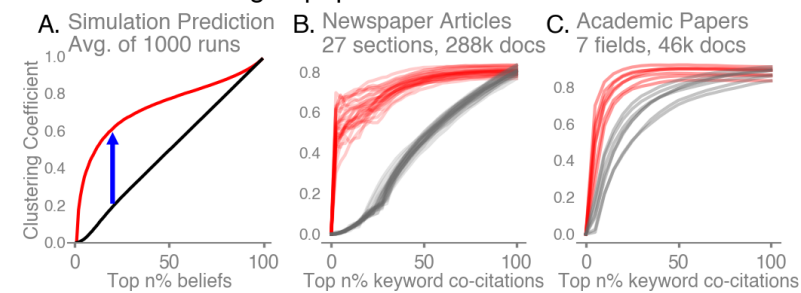 A. Simulation Prediction
Avg. of 1000 runs
Clustering Coefficient
1.0
0.8
0.6
0.4
0.2
0.0
0 50 100
Top n% beliefs
B. Newspaper Articles
27 sections, 288k docs
0.8
0.6
0.4
0.2
0.0
0 50 100
Top n% keyword co-citations
C. Academic Papers
7 fields, 46k docs
0.8
0.6
0.4
0.2
0.0
0 50 100
Top n% keyword co-citations